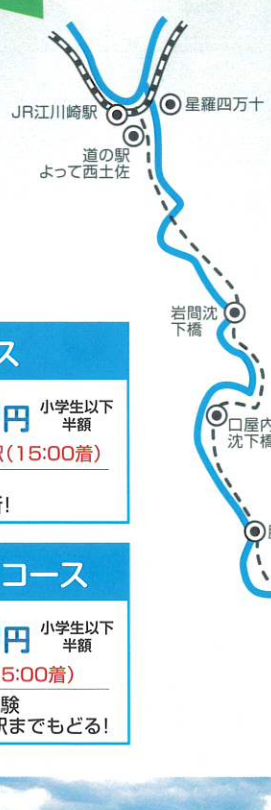 JR江川崎駅
星羅四万十
道の駅
よって西土佐
岩間沈
下橋
口屋内
沈下橋
ス
円 小学生以下
半額
(15:00着)
コース
円 小学生以下
半額
5:00着)
験
駅までもどる!